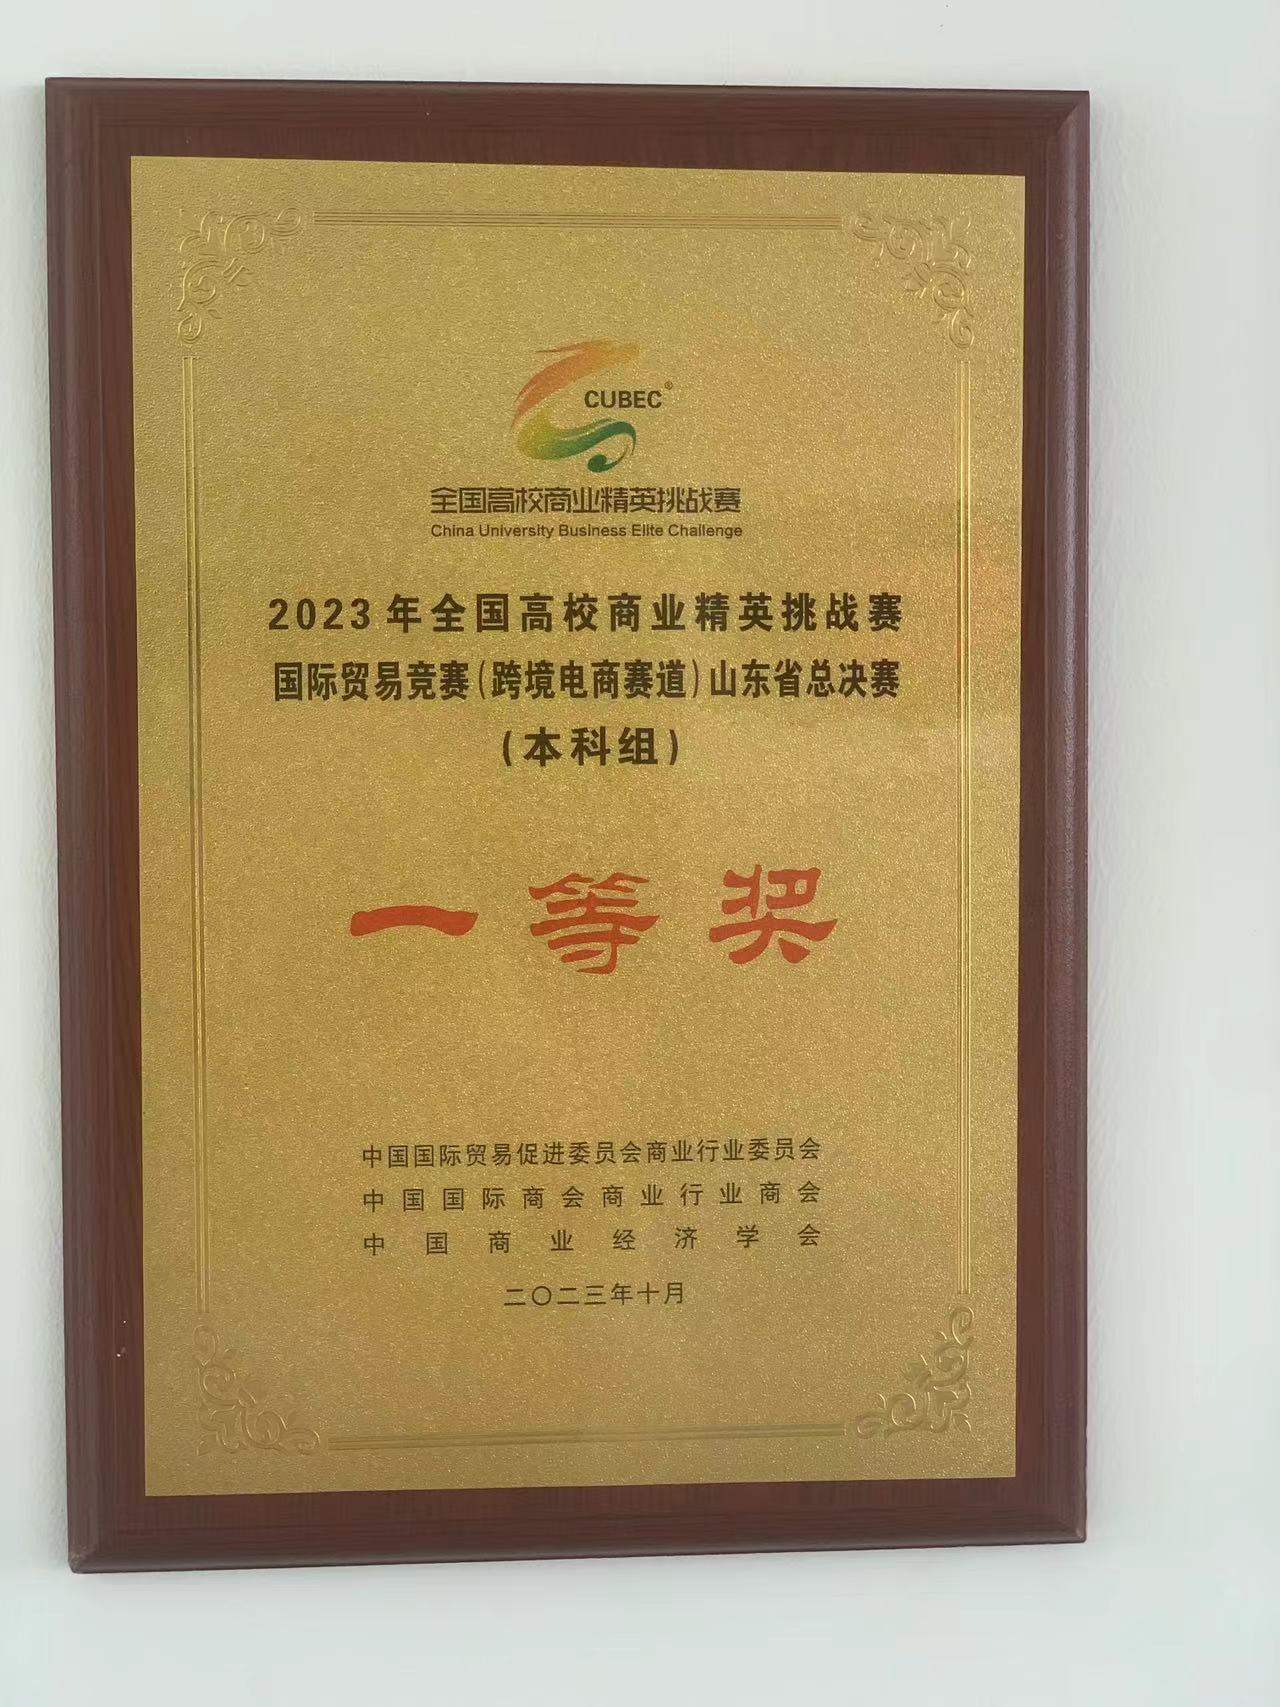 CUBEC®
全国高校商业精英挑战赛
China University Business Elite Challenge
2023年全国高校商业精英挑战赛
国际贸易竞赛(跨境电商赛道)山东省总决赛
(本科组)
一等奖
中国国际贸易促进委员会商业行业委员会
中国国际商会商业行业商会
中国商业经济学会
二〇二三年十月